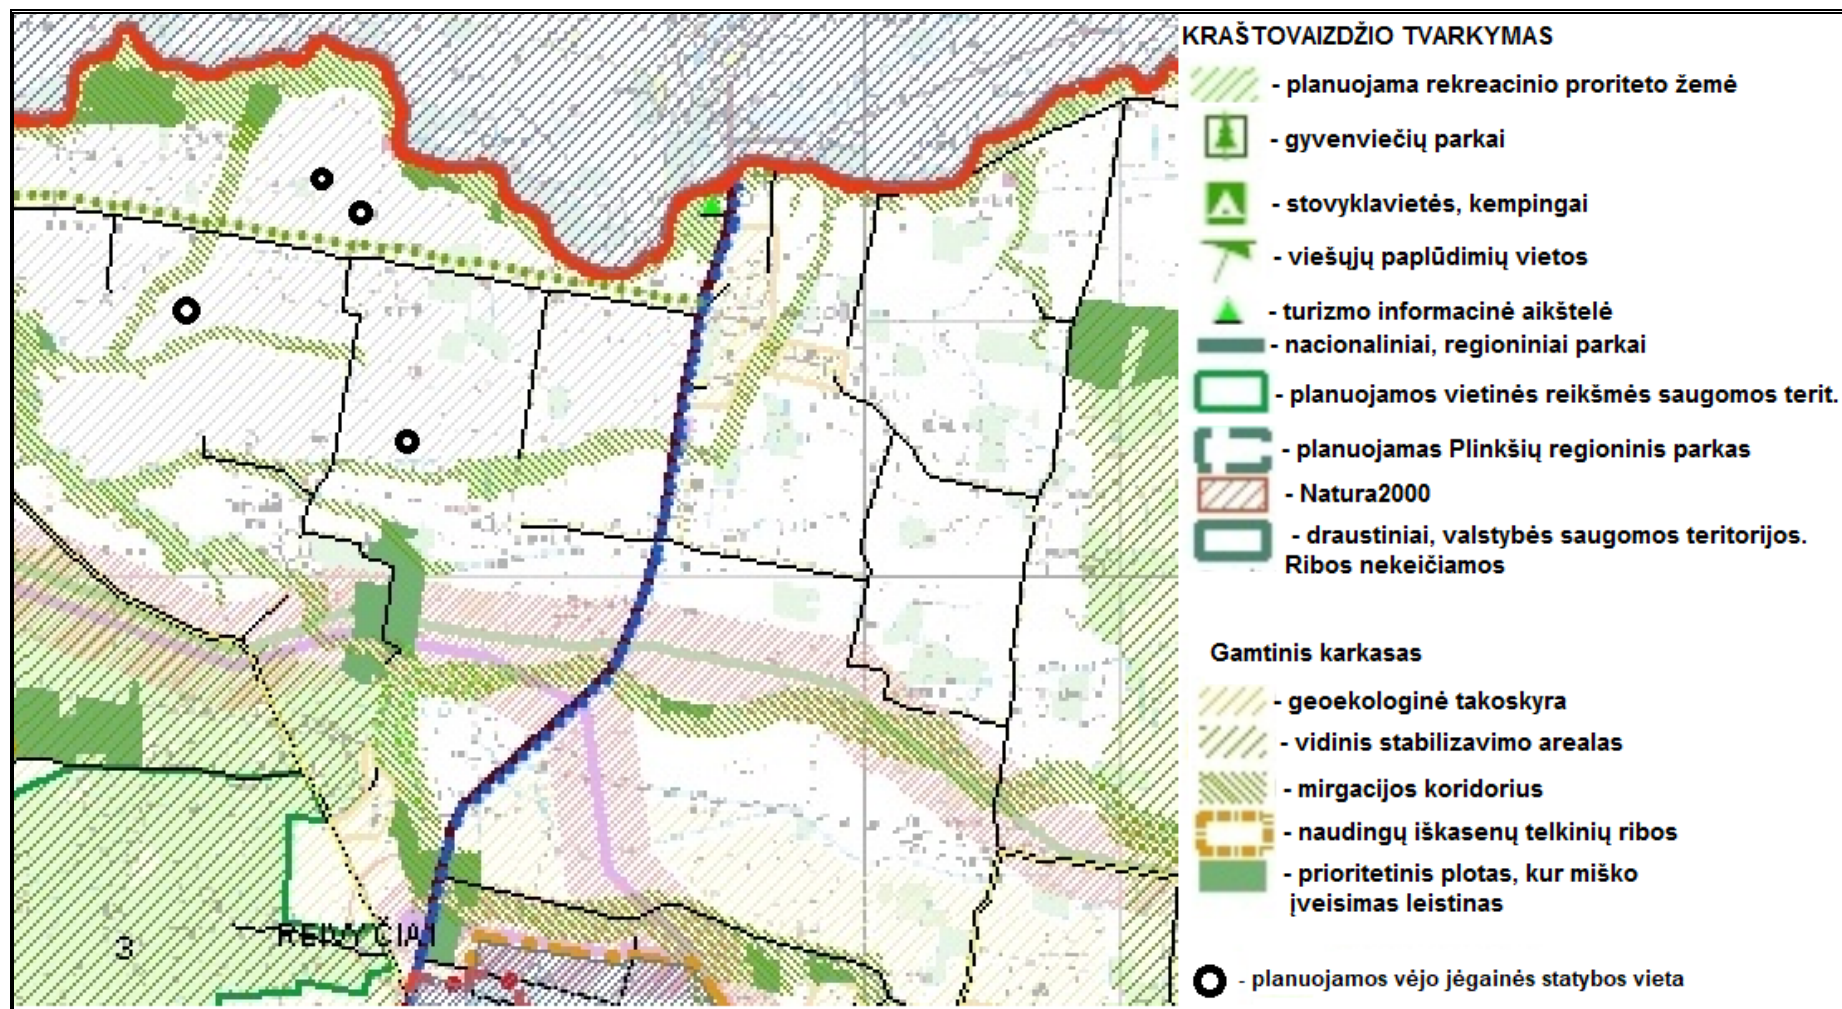 KRAŠTOVAIZDŽIO TVARKYMAS
- planuojama rekreacinio proriteto žemė
- gyvenviečių parkai
- stovyklavietės, kempingai
- viešųjų paplūdimių vietos
- turizmo informacinė aikštelė
- nacionaliniai, regioniniai parkai
- planuojamos vietinės reikšmės saugomos terit.
- planuojamas Plinkšių regioninis parkas
- Natura2000
- draustiniai, valstybės saugomos teritorijos.
Ribos nekeičiamos
Gamtinis karkasas
- geoekologinė takoskyra
- vidinis stabilizavimo arealas
- mirgacijos koridorius
- naudingų iškasenų telkinių ribos
- prioritetinis plotas, kur miško
įveisimas leistinas
- planuojamos vėjo jėgainės statybos vieta
3